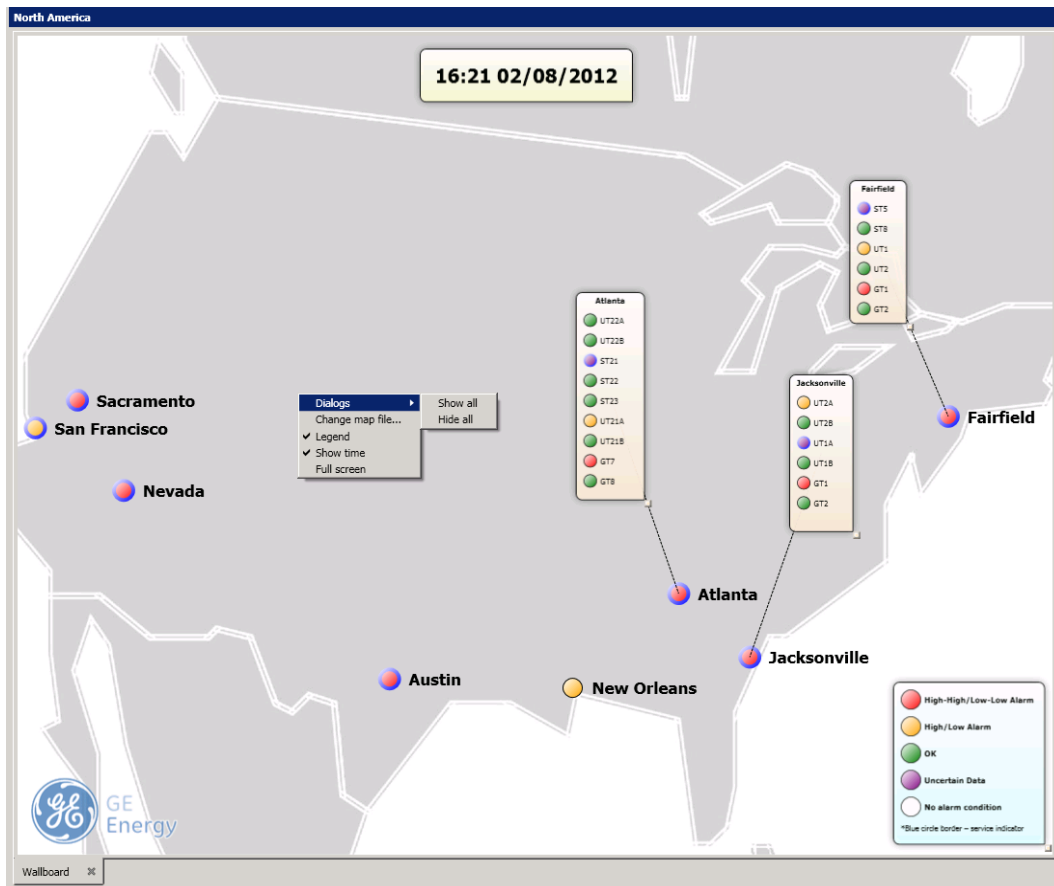 North America
16:21 02/08/2012
Fairfield
ST5
ST8
UT1
UT2
GT1
GT2
Atlanta
UT22A
UT22B
ST21
ST22
ST23
UT21A
UT21B
GT7
GT8
Jacksonville
UT2A
UT2B
UT1A
UT1B
GT1
GT2
Sacramento
San Francisco
Nevada
Dialogs
Show all
Hide all
Change map file...
Legend
Show time
Full screen
Fairfield
Atlanta
Jacksonville
Austin
New Orleans
High-High/Low-Low Alarm
High/Low Alarm
OK
Uncertain Data
No alarm condition
*Blue circle border – service indicator
GE
GE
Energy
Wallboard